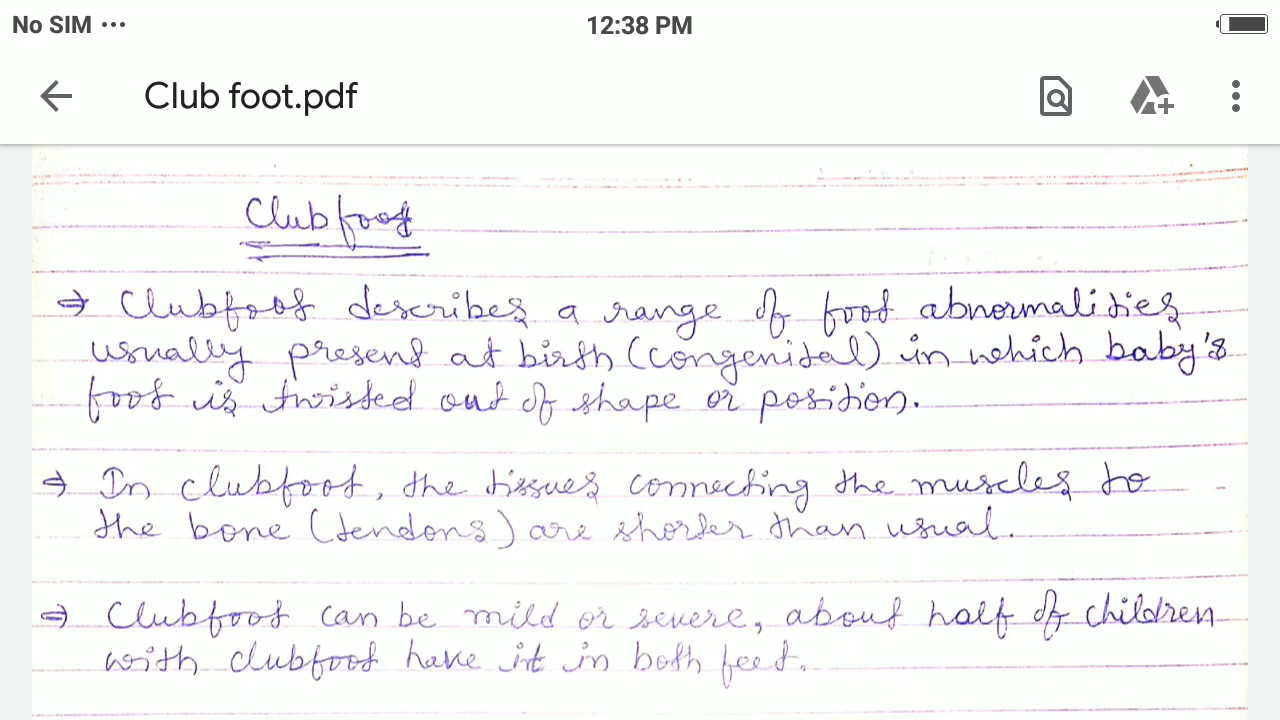 No SIM ...
12:38 PM
Club foot.pdf
Clubfoot
⇒ Clubfoot describes a range of foot abnormalities
usually present at birth (congenital) in which baby's
foot is twisted out of shape or position.
⇒ In clubfoot, the tissues connecting the muscles to
the bone (tendons) are shorter than usual.
⇒ Clubfoot can be mild or severe, about half of children
with clubfoot have it in both feet.